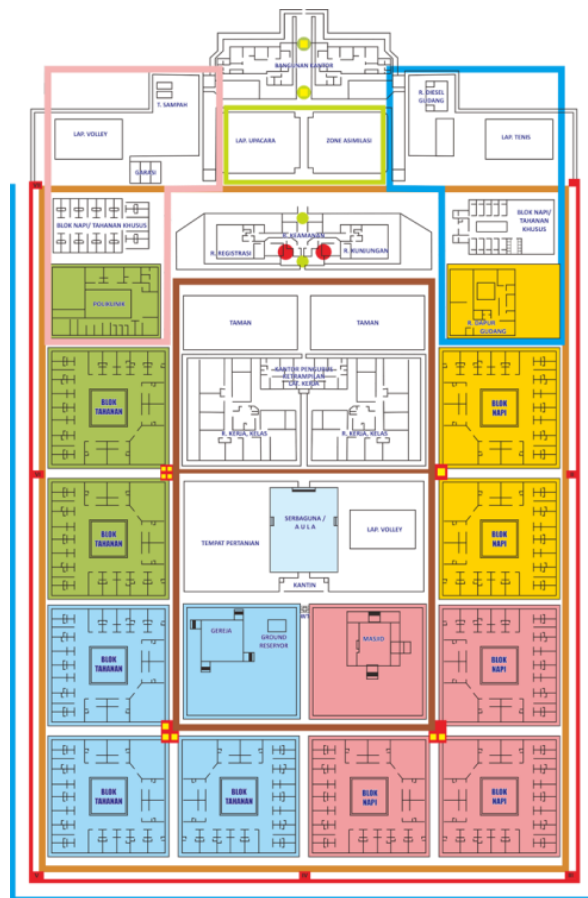 BANGUNAN KANTOR
T. SAMPAH
R. DIESEL
GUDANG
LAP. VOLLEY
LAP. UPACARA
ZONE ASIMILASI
LAP. TENIS
GARASI
BLOK NAPI/ TAHANAN KHUSUS
BLOK NAPI/
TAHANAN
KHUSUS
R. KEAMANAN
R. REGISTRASI
R. KUNJUNGAN
POLIKLINIK
R. DAPUR
GUDANG
TAMAN
TAMAN
KANTOR PENGURUS
KETRAMPILAN
LAT. KERJA
BLOK
TAHANAN
BLOK
NAPI
R. KERJA, KELAS
R. KERJA, KELAS
SERBAGUNA /
A U L A
LAP. VOLLEY
TEMPAT PERTANIAN
BLOK
TAHANAN
BLOK
NAPI
KANTIN
GEREJA
GROUND
RESERVOR
MASJID
BLOK
TAHANAN
BLOK
NAPI
BLOK
TAHANAN
BLOK
TAHANAN
BLOK
NAPI
BLOK
NAPI